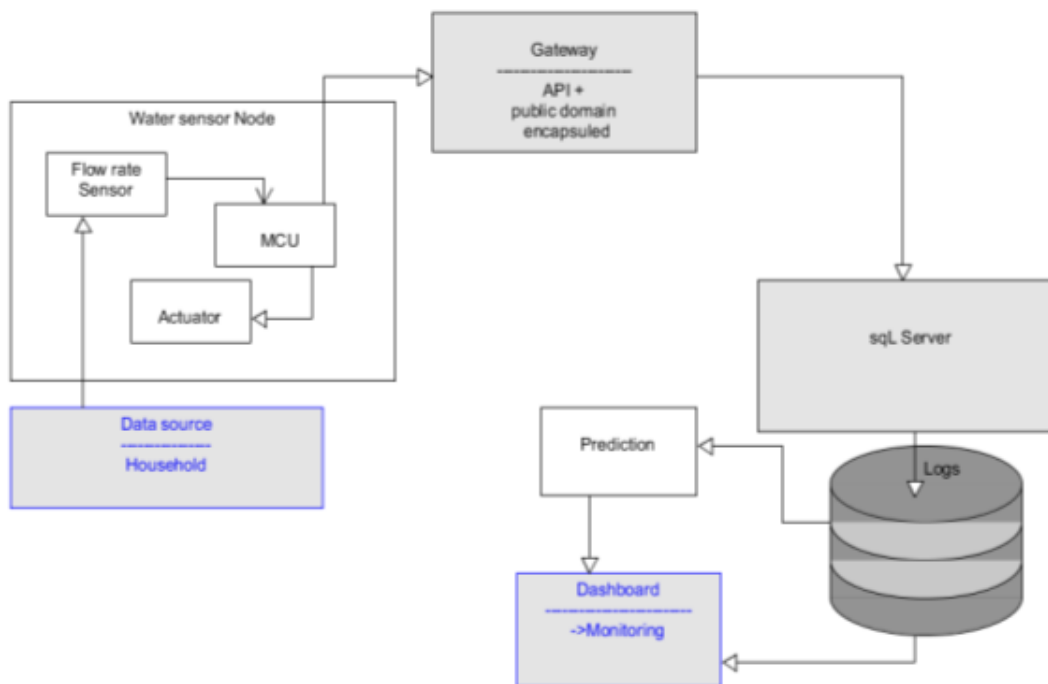 Gateway
API +
public domain
encapsuled
Water sensor Node
Flow rate
Sensor
MCU
Actuator
sqL Server
Data source
Household
Prediction
Logs
Dashboard
->Monitoring